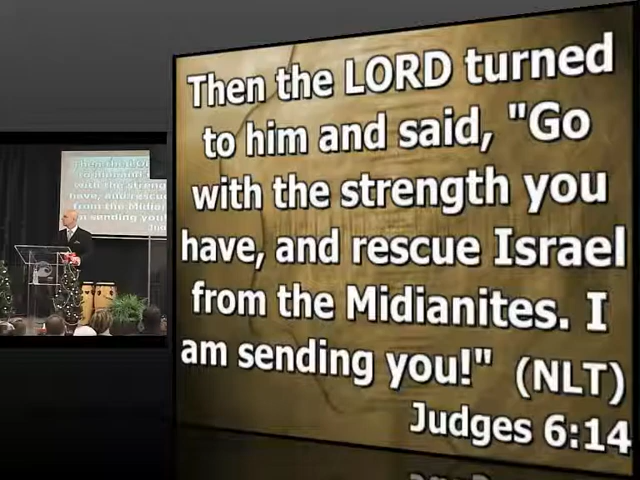 Then the LORD turned
to him and said, "Go
with the strength you
have, and rescue Israel
from the Midianites. I
am sending you!" (NLT)
Judges 6:14